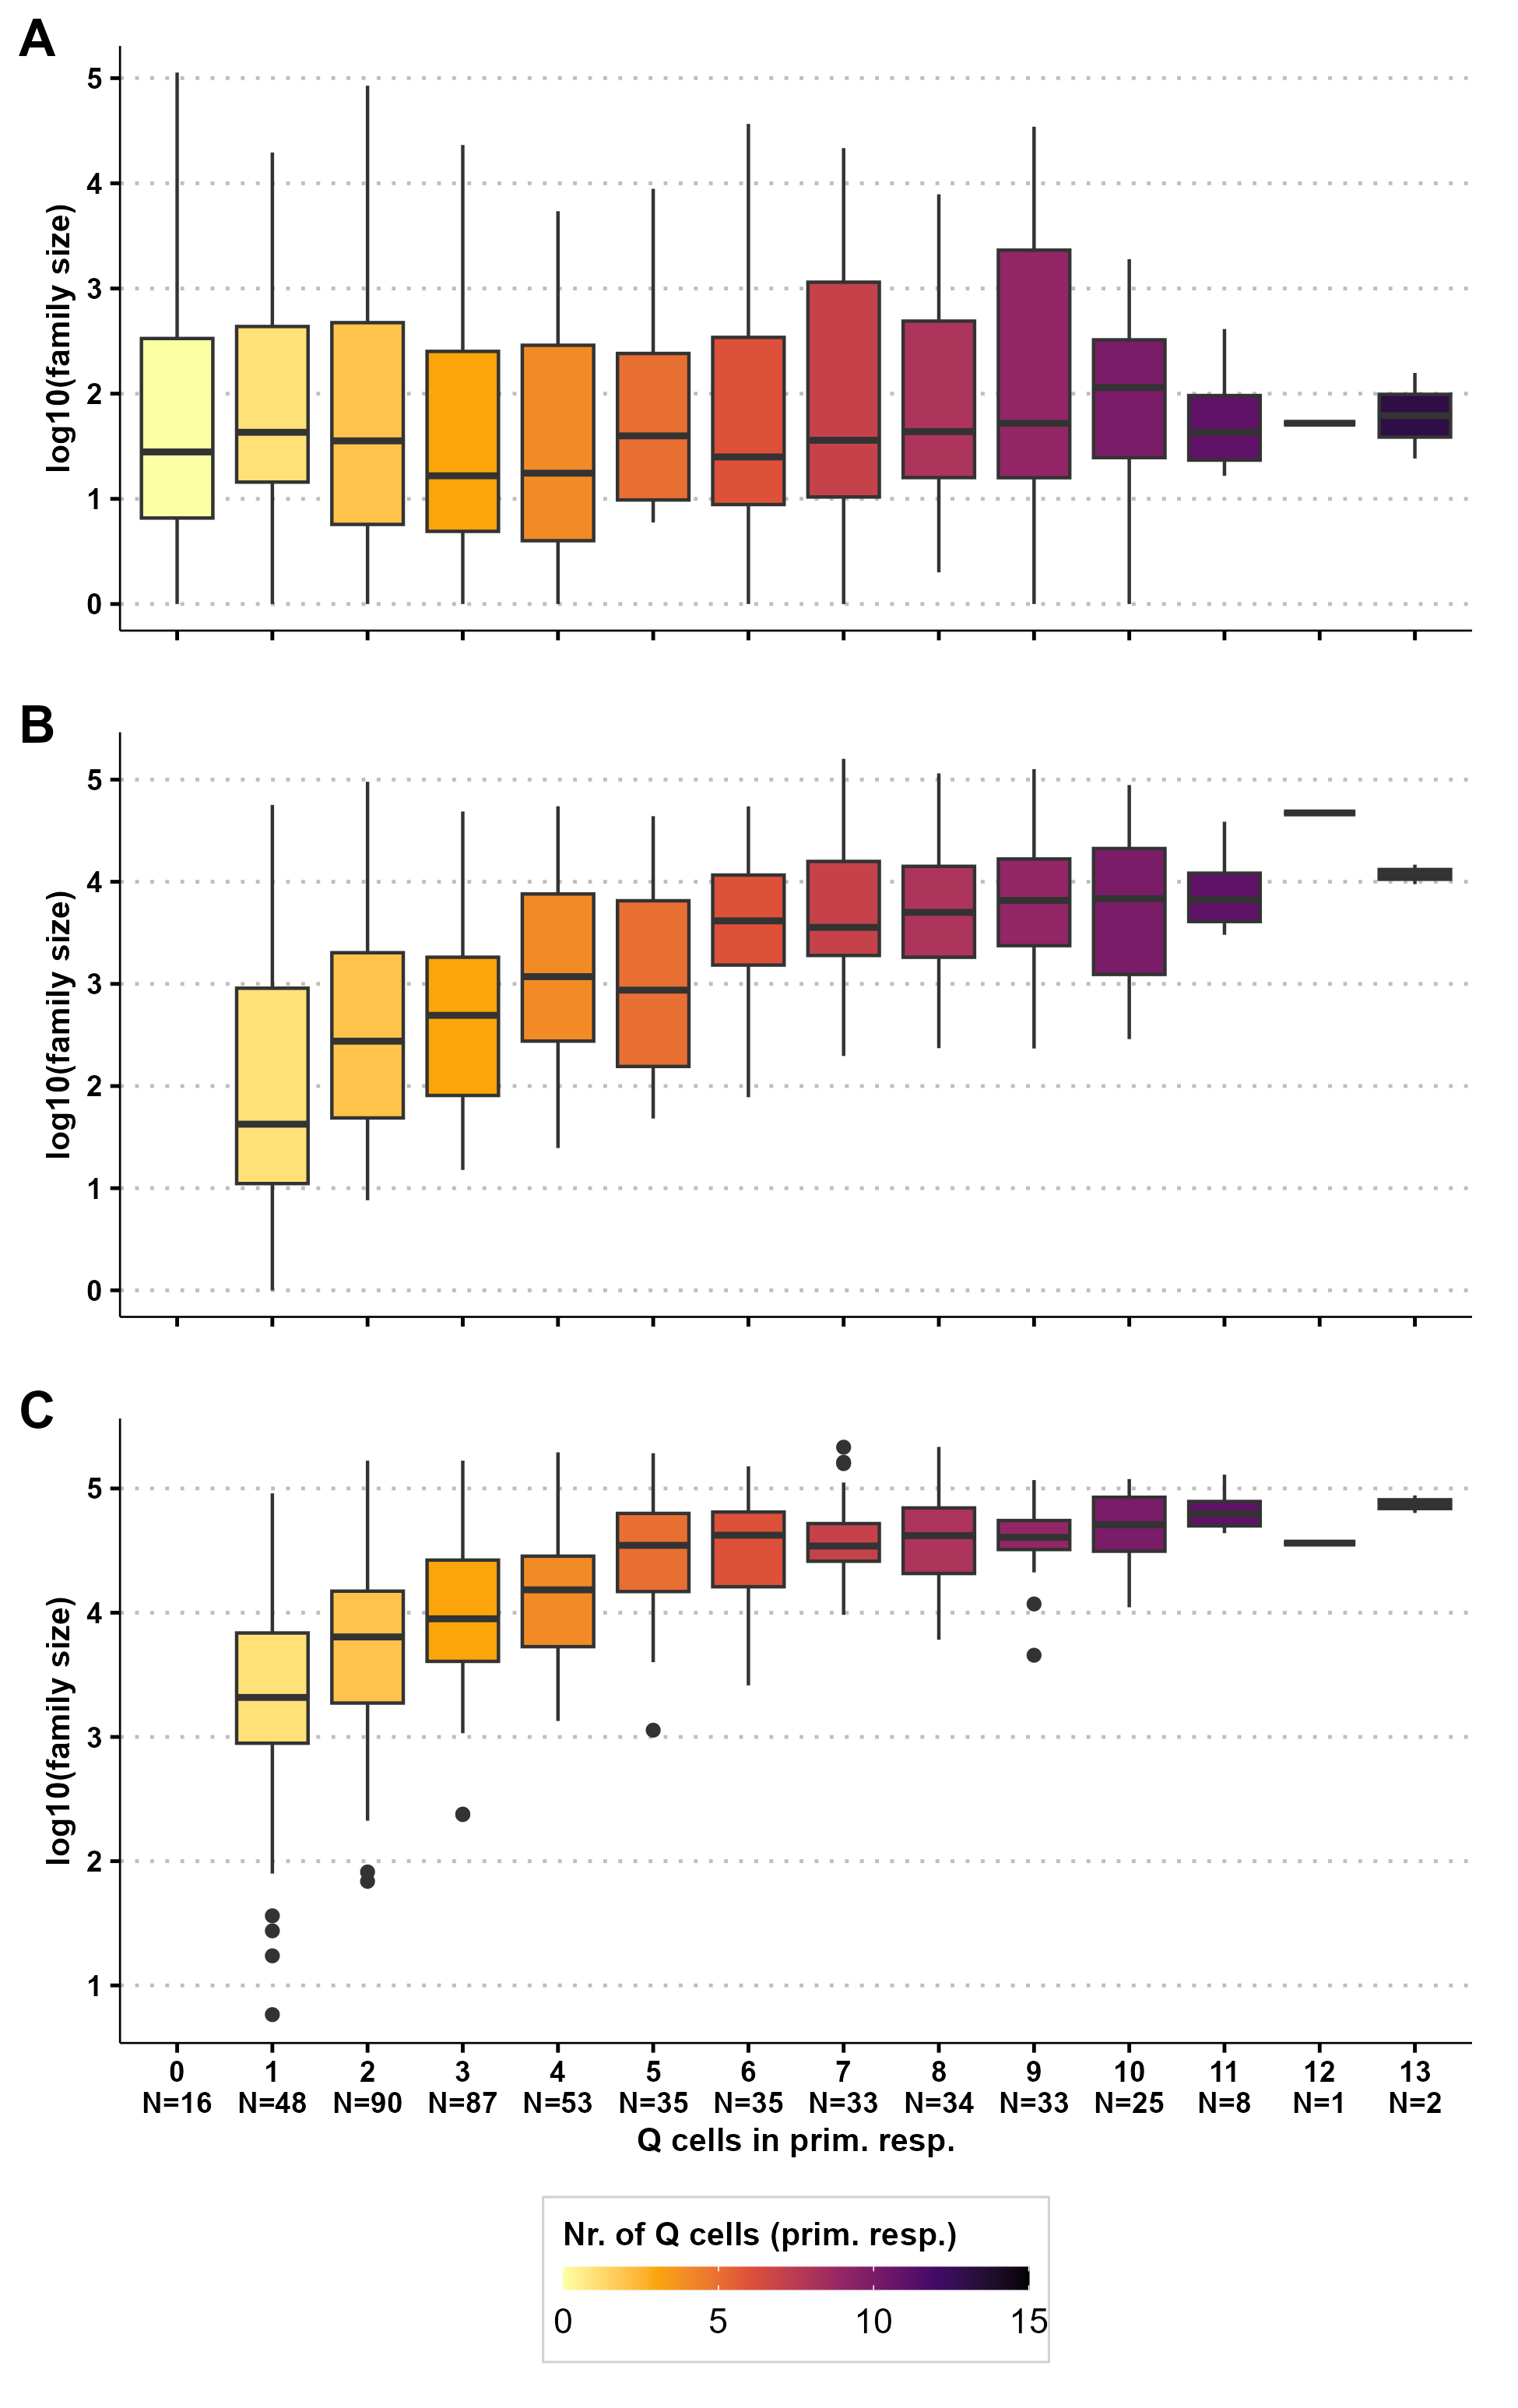 A
5
4
3
2
1
0
log10(family size)
B
5
4
3
2
1
0
log10(family size)
C
5
4
3
2
1
log10(family size)
0 1 2 3 4 5 6 7 8 9 10 11 12 13
N=16 N=48 N=90 N=87 N=53 N=35 N=35 N=33 N=34 N=33 N=25 N=8 N=1 N=2
Q cells in prim. resp.
Nr. of Q cells (prim. resp.)
0 5 10 15